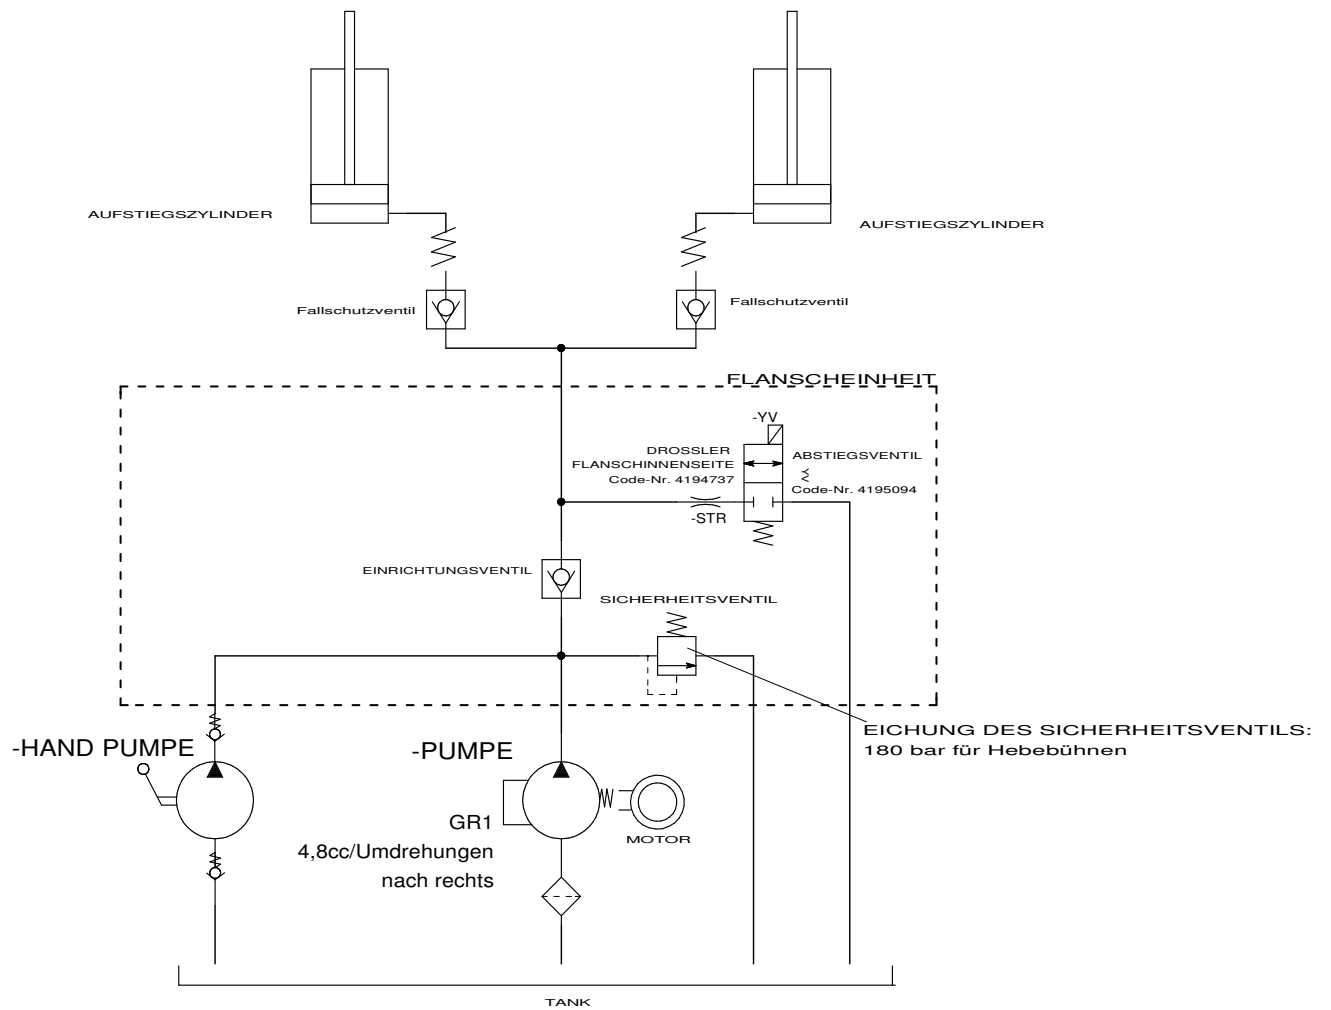 AUFSTIEGSZYLINDER
AUFSTIEGSZYLINDER
Fallschutzventil
Fallschutzventil
FLANSCHEINHEIT
-YV
DROSSLER
FLANSCHINNENSEITE
Code-Nr. 4194737
ABSTIEGSVENTIL
Code-Nr. 4195094
-STR
EINRICHTUNGSVENTIL
SICHERHEITSVENTIL
EICHUNG DES SICHERHEITSVENTILS:
180 bar für Hebebühnen
-HAND PUMPE
-PUMPE
GR1
4,8cc/Umdrehungen
nach rechts
MOTOR
TANK